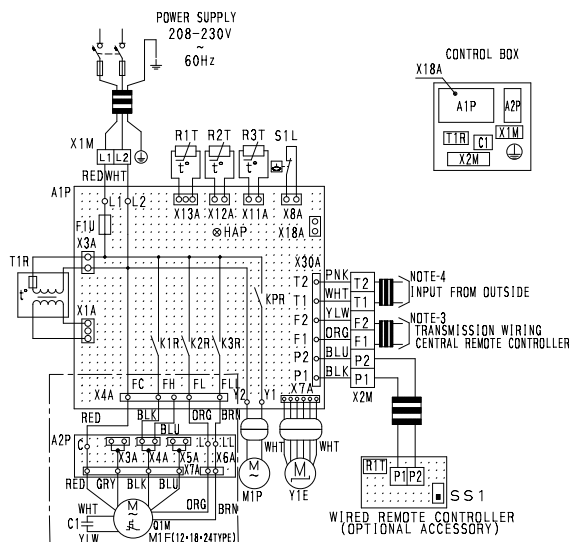 POWER SUPPLY
208-230V
~
60Hz
CONTROL BOX
X18A
A1P
A2P
T1R
C1
X1M
X2M
R1T
R2T
R3T
S1L
t°
t°
t°
X1M
L1
L2
RED
WHT
A1P
L1
L2
X13A
X12A
X11A
X8A
F1U
HAP
X18A
X3A
T1R
t°
X30A
X1A
KPR
K1R
K2R
K3R
T2
PNK
T2
T1
WHT
T1
F2
YLW
F2
F1
ORG
F1
P2
BLU
P2
P1
BLK
P1
X2M
NOTE-4
INPUT FROM OUTSIDE
NOTE-3
TRANSMISSION WIRING
CENTRAL REMOTE CONTROLLER
X4A
FC
FH
FL
Y2
Y1
X7A
RED
BLK
BLU
ORG
BRN
WHT
WHT
A2P
C
X3A
X4A
X5A
L
LL
X6A
X7A
RED
GRY
BLK
BLU
ORG
BRN
WHT
C1
YLW
M
~
Q1M
M1F(12·18·24TYPE)
M
~
M1P
M
Y1E
R1T
P1
P2
SS1
WIRED REMOTE CONTROLLER
(OPTIONAL ACCESSORY)